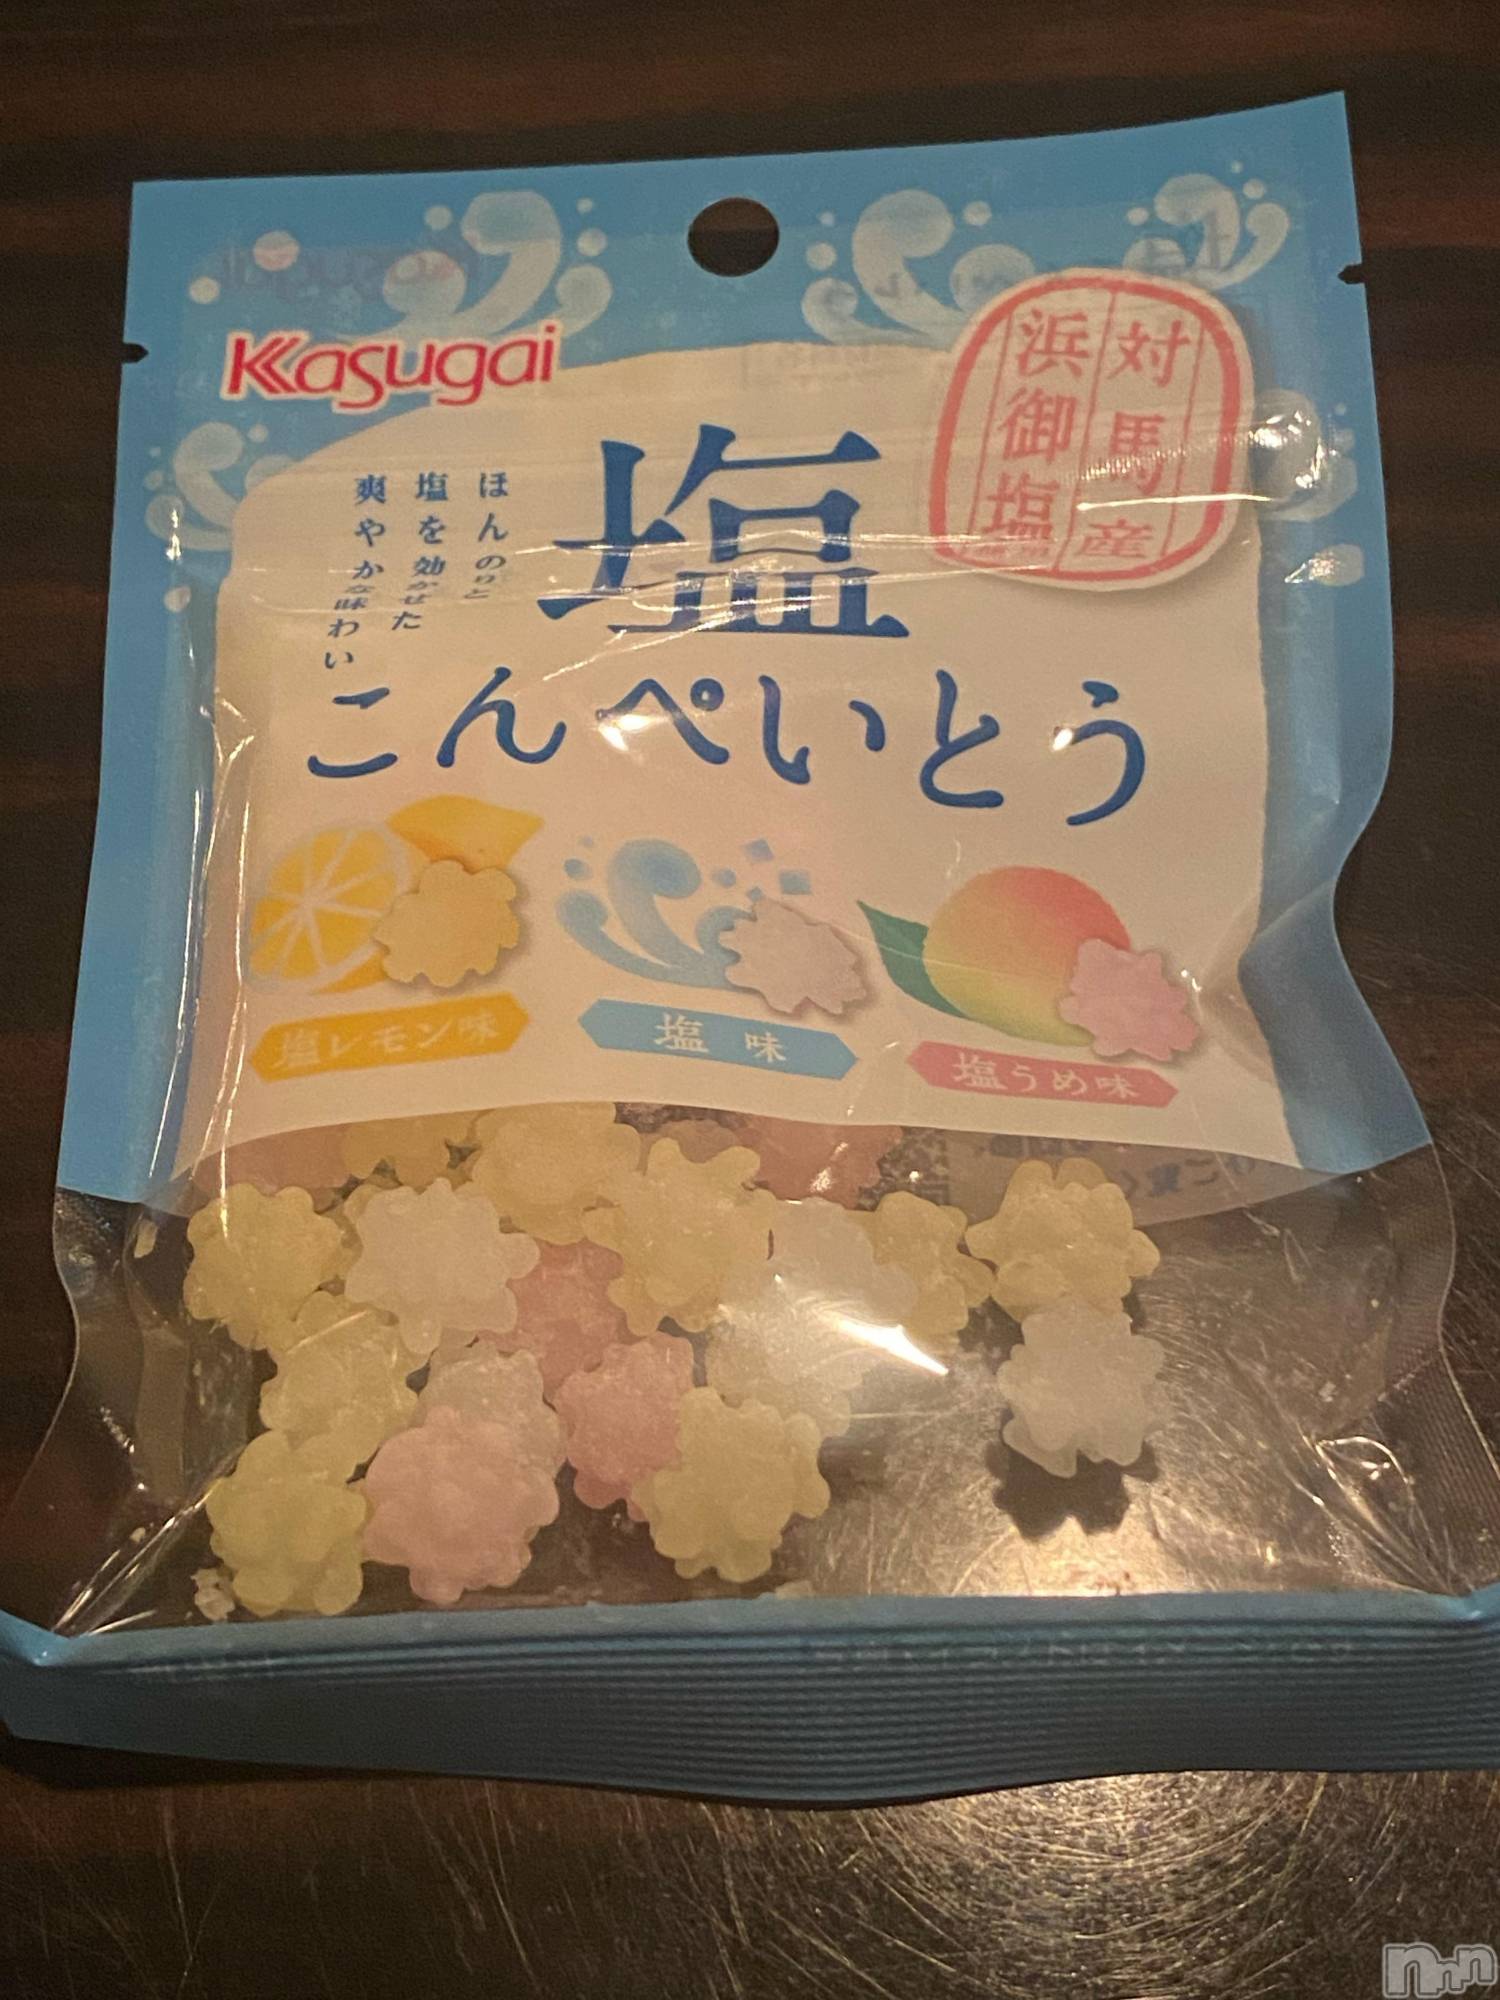 Kasugai
対馬産
浜御塩
ほんのりと
塩を効かせた
爽やかな味わい
塩
こんぺいとう
塩レモン味
塩味
塩うめ味
nnn